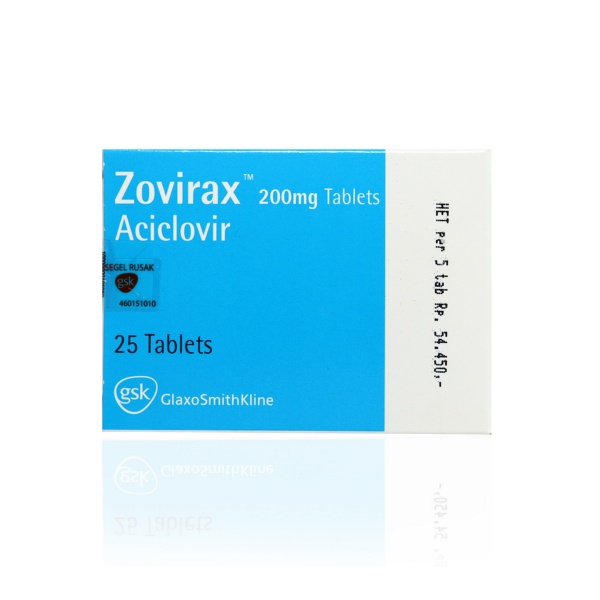 Zovirax™ 200mg Tablets
Aciclovir
SEGEL RUSAK
gsk
460151010
25 Tablets
gsk GlaxoSmithKline
HET per 5 tab Rp. 54.450,-